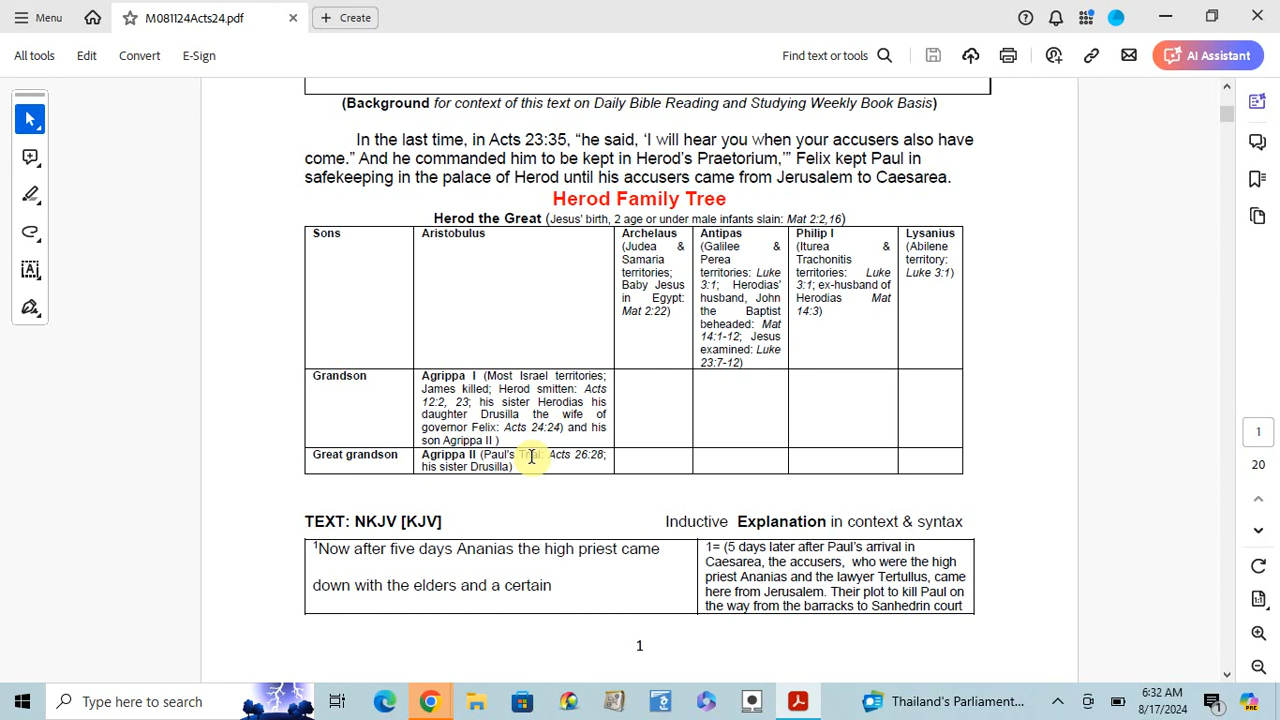 Menu
M081124Acts24.pdf
Create
All tools
Edit
Convert
E-Sign
Find text or tools
AI Assistant
(Background for context of this text on Daily Bible Reading and Studying Weekly Book Basis)
In the last time, in Acts 23:35, “he said, ‘I will hear you when your accusers also have
come.” And he commanded him to be kept in Herod’s Praetorium,’” Felix kept Paul in
safekeeping in the palace of Herod until his accusers came from Jerusalem to Caesarea.
Herod Family Tree
Herod the Great (Jesus' birth, 2 age or under male infants slain: Mat 2:2,16)
Sons
Aristobulus
Archelaus
(Judea &
Samaria
territories;
Baby Jesus
in Egypt:
Mat 2:22)
Antipas
(Galilee &
Perea
territories: Luke
3:1; Herodias'
husband, John
the Baptist
beheaded: Mat
14:1-12; Jesus
examined: Luke
23:7-12)
Philip I
(Iturea &
Trachonitis
territories: Luke
3:1; ex-husband of
Herodias Mat
14:3)
Lysanius
(Abilene
territory:
Luke 3:1)
Grandson
Agrippa I (Most Israel territories;
James killed; Herod smitten: Acts
12:2, 23; his sister Herodias his
daughter Drusilla the wife of
governor Felix: Acts 24:24) and his
son Agrippa II )
Great grandson
Agrippa II (Paul's Trial: Acts 26:28;
his sister Drusilla)
TEXT: NKJV [KJV]
Inductive Explanation in context & syntax
1Now after five days Ananias the high priest came
down with the elders and a certain
1= (5 days later after Paul's arrival in
Caesarea, the accusers, who were the high
priest Ananias and the lawyer Tertullus, came
here from Jerusalem. Their plot to kill Paul on
the way from the barracks to Sanhedrin court
1
1
20
Type here to search
Thailand's Parliament...
6:32 AM
8/17/2024
1